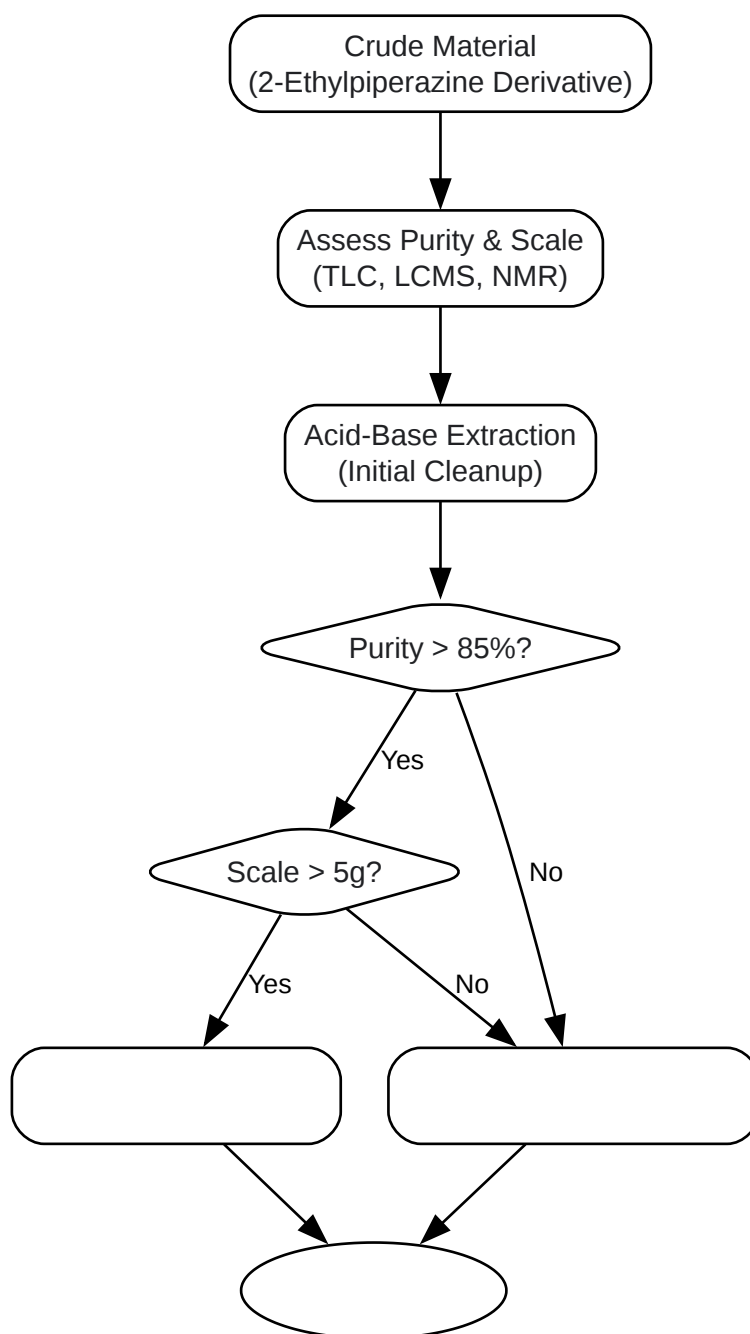 Crude Material
(2-Ethylpiperazine Derivative)
Assess Purity & Scale
(TLC, LCMS, NMR)
Acid-Base Extraction
(Initial Cleanup)
Purity > 85%?
Yes
Scale > 5g?
No
Yes
No